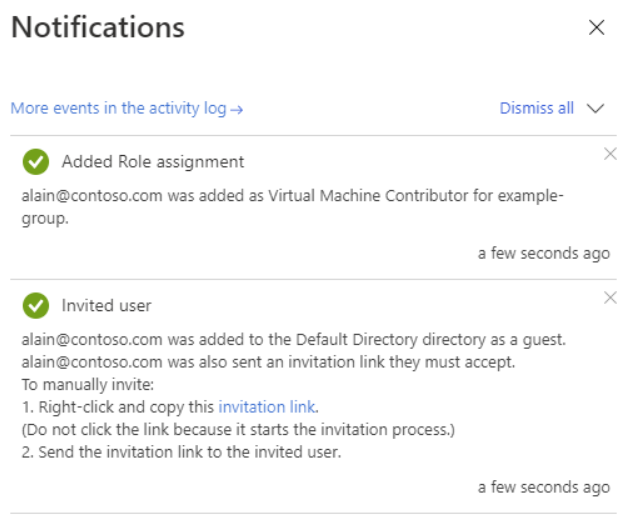 Notifications
More events in the activity log →
Dismiss all
Added Role assignment
alain@contoso.com was added as Virtual Machine Contributor for example-
group.
a few seconds ago
Invited user
alain@contoso.com was added to the Default Directory directory as a guest.
alain@contoso.com was also sent an invitation link they must accept.
To manually invite:
1. Right-click and copy this invitation link.
(Do not click the link because it starts the invitation process.)
2. Send the invitation link to the invited user.
a few seconds ago